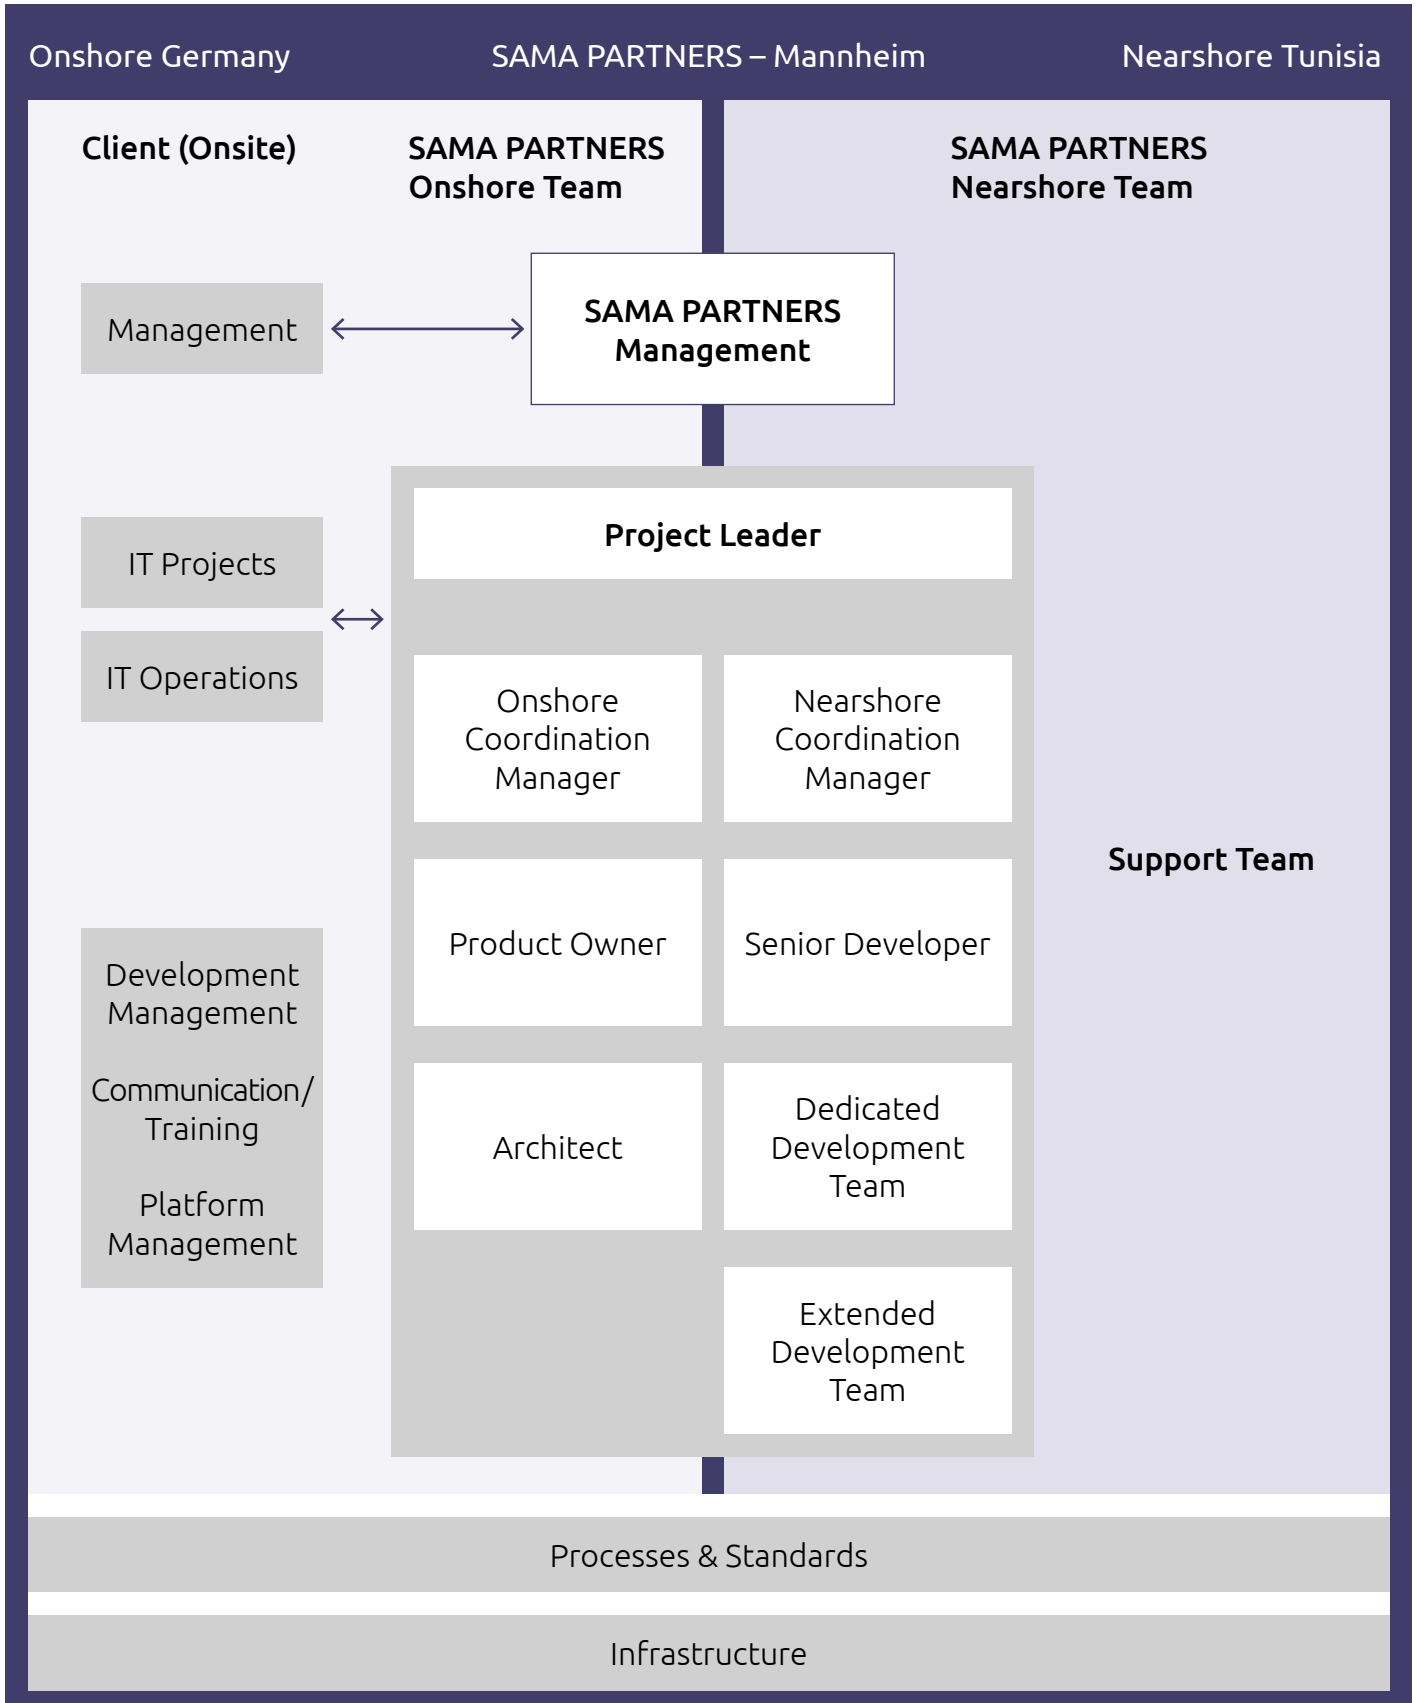 Onshore Germany
SAMA PARTNERS – Mannheim
Nearshore Tunisia
Client (Onsite)
SAMA PARTNERS
Onshore Team
SAMA PARTNERS
Nearshore Team
Management
SAMA PARTNERS
Management
IT Projects
IT Operations
Development
Management
Communication/
Training
Platform
Management
Project Leader
Onshore
Coordination
Manager
Nearshore
Coordination
Manager
Product Owner
Senior Developer
Architect
Dedicated
Development
Team
Extended
Development
Team
Support Team
Processes & Standards
Infrastructure